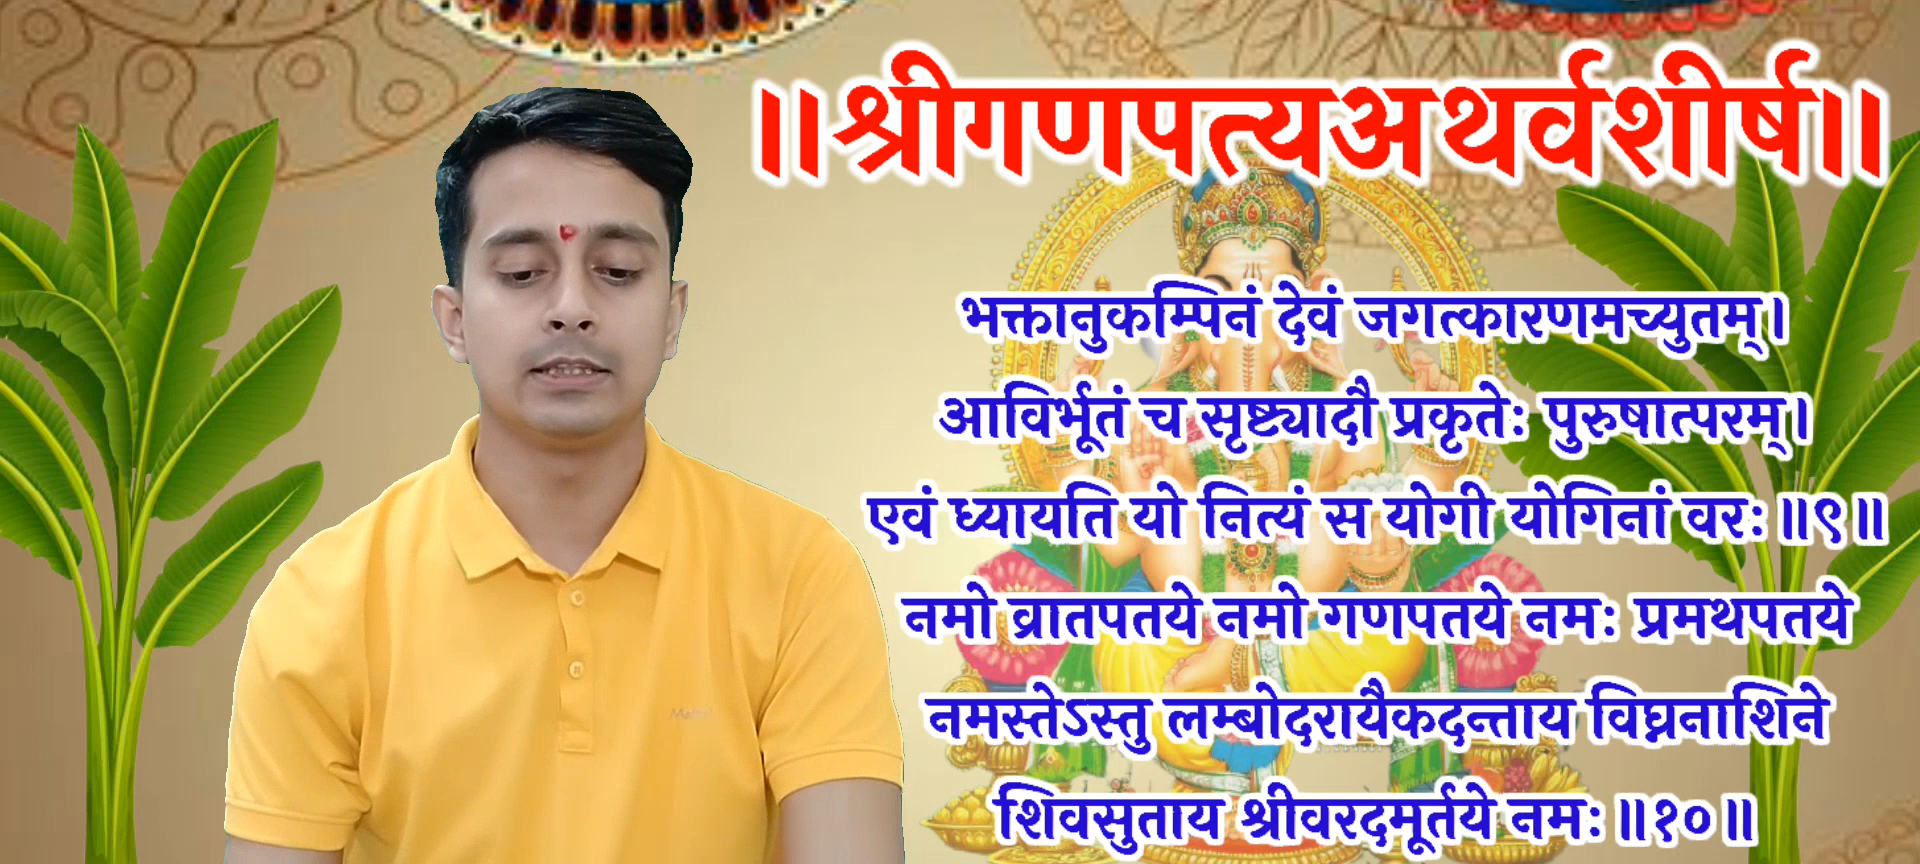 ॥श्रीगणपत्यअथर्वशीर्ष॥
भक्तानुकम्पिनं देवं जगत्कारणमच्युतम्।
आविर्भूतं च सृष्ट्यादौ प्रकृतेः पुरुषात्परम्।
एवं ध्यायति यो नित्यं स योगी योगिनां वरः॥९॥
नमो व्रातपतये नमो गणपतये नमः प्रमथपतये
नमस्तेऽस्तु लम्बोदरायैकदन्ताय विघ्ननाशिने
शिवसुताय श्रीवरदमूर्तये नमः॥१०॥